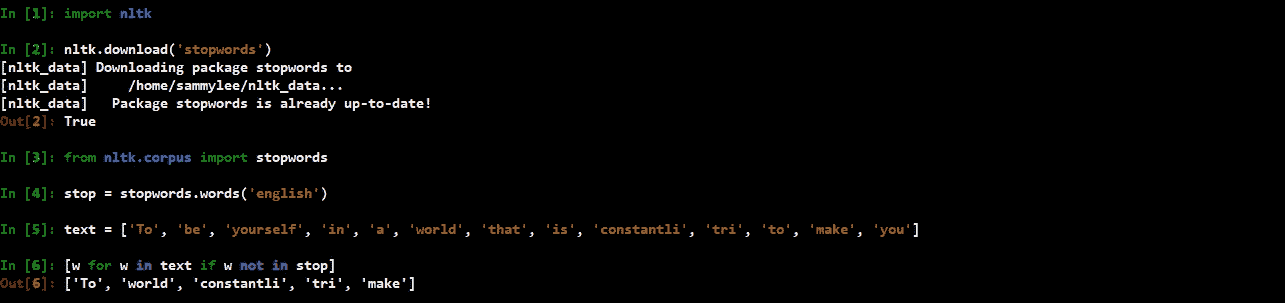 In [1]: import nltk
In [2]: nltk.download('stopwords')
[nltk_data] Downloading package stopwords to
[nltk_data]     /home/sammylee/nltk_data...
[nltk_data]   Package stopwords is already up-to-date!
Out[2]: True
In [3]: from nltk.corpus import stopwords
In [4]: stop = stopwords.words('english')
In [5]: text = ['To', 'be', 'yourself', 'in', 'a', 'world', 'that', 'is', 'constantli', 'tri', 'to', 'make', 'you']
In [6]: [w for w in text if w not in stop]
Out[6]: ['To', 'world', 'constantli', 'tri', 'make']